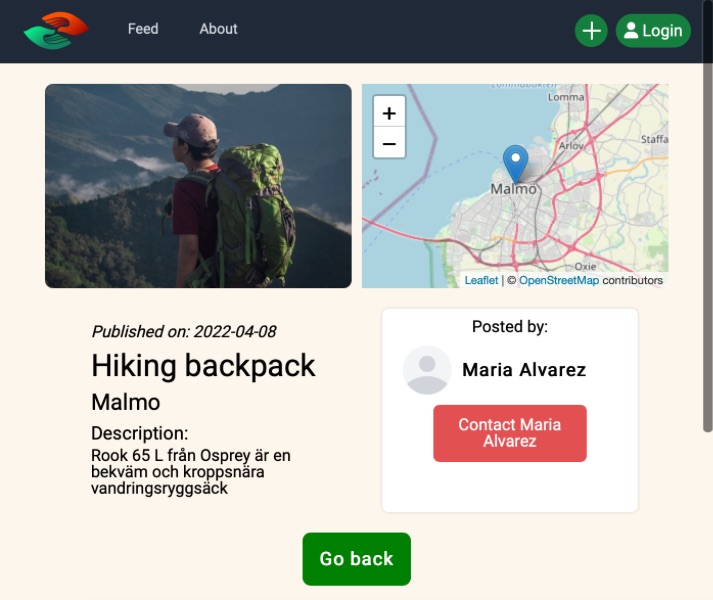 Feed
About
Login
+
−
Lommabukten
Lomma
Staffa
Arlöv
Malmo
Oxie
Leaflet | © OpenStreetMap contributors
Published on: 2022-04-08
Hiking backpack
Malmo
Description:
Rook 65 L från Osprey är en
bekväm och kroppsnära
vandringsryggsäck
Posted by:
Maria Alvarez
Contact Maria
Alvarez
Go back